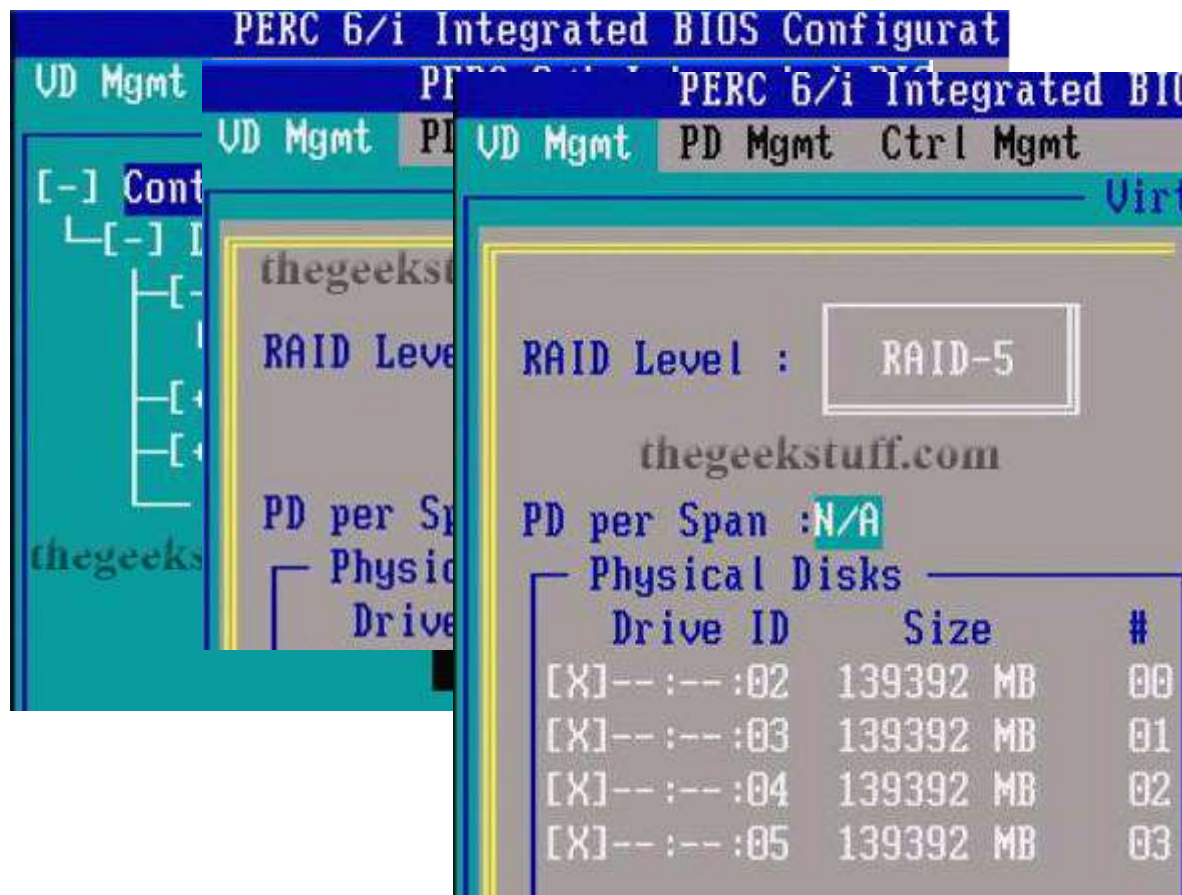 PERC 6/i Integrated BIOS Configurat
VD Mgmt
[-] Cont
[-]
thegeeks
VD Mgmt
thegeekst
RAID Leve
PD per Sp
Physic
Drive
PERC 6/i Integrated BIO
VD Mgmt PD Mgmt Ctrl Mgmt
Virt
RAID Level : RAID-5
thegeekstuff.com
PD per Span :N/A
Physical Disks
Drive ID Size #
[X]--:--:02 139392 MB 00
[X]--:--:03 139392 MB 01
[X]--:--:04 139392 MB 02
[X]--:--:05 139392 MB 03